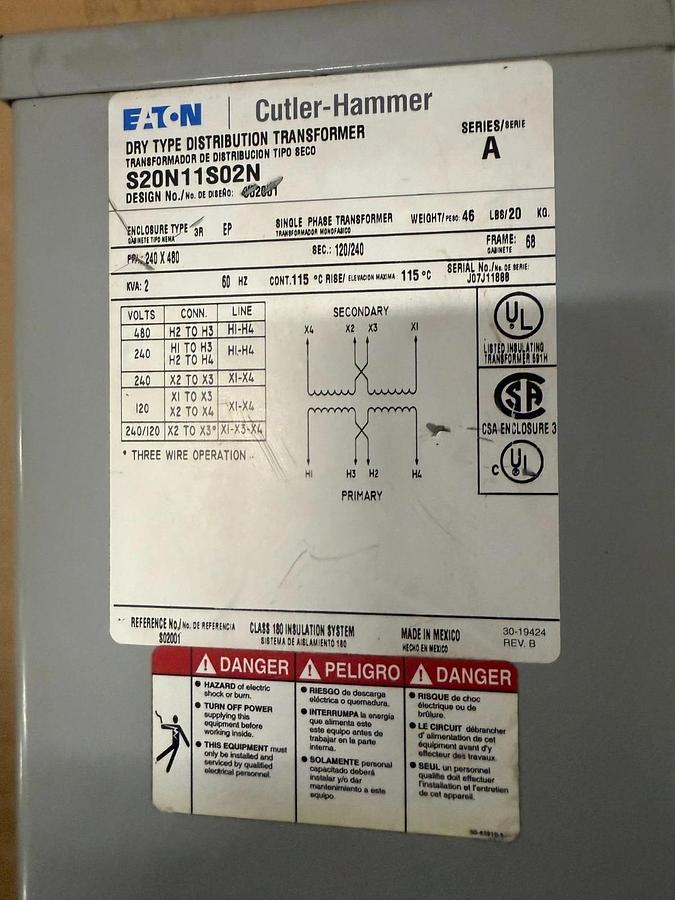 EATON | Cutler-Hammer
DRY TYPE DISTRIBUTION TRANSFORMER
TRANSFORMADOR DE DISTRIBUCION TIPO SECO
SERIES/SERIE
A
S20N11S02N
DESIGN No./No. DE DISEÑO:
ENCLOSURE TYPE 3R EP
GABINETE TIPO NEMA
SINGLE PHASE TRANSFORMER
TRANSFORMADOR MONOFASICO
WEIGHT/PESO: 46 LBS/20 KG.
PRI.: 240 X 480
SEC.: 120/240
FRAME: 68
GABINETE
KVA: 2
60 HZ
CONT. 115 °C RISE/ELEVACION MAXIMA 115 °C
SERIAL No./No. DE SERIE:
J07J11888
VOLTS CONN. LINE
480 H2 TO H3 H1-H4
240 H1 TO H3 H2 TO H4 H1-H4
240 X2 TO X3 X1-X4
120 X1 TO X3 X2 TO X4 X1-X4
240/120 X2 TO X3* X1-X3-X4
* THREE WIRE OPERATION
SECONDARY
X4 X2 X3 X1
H1 H3 H2 H4
PRIMARY
UL
LISTED INSULATING
TRANSFORMER 591H
CSA
CSA ENCLOSURE 3
C UL
REFERENCE No./No. DE REFERENCIA
S02001
CLASS 180 INSULATION SYSTEM
SISTEMA DE AISLAMIENTO 180
MADE IN MEXICO
HECHO EN MEXICO
30-19424
REV. B
DANGER
• HAZARD of electric
shock or burn.
• TURN OFF POWER
supplying this
equipment before
working inside.
• THIS EQUIPMENT must
only be installed and
serviced by qualified
electrical personnel.
PELIGRO
• RIESGO de descarga
eléctrica o quemadura.
• INTERRUMPA la energia
que alimenta este
este equipo antes de
trabajar en la parte
interna.
• SOLAMENTE personal
capacitado deberá
instalar y/o dar
mantenimiento a este
equipo.
DANGER
• RISQUE de choc
électrique ou de
brûlure.
• LE CIRCUIT débrancher
d' alimentation de cet
équipement avant d'y
effectuer des travaux.
• SEUL un personnel
qualifie doit effectuer
l'installation et l'entretien
de cet appareil.